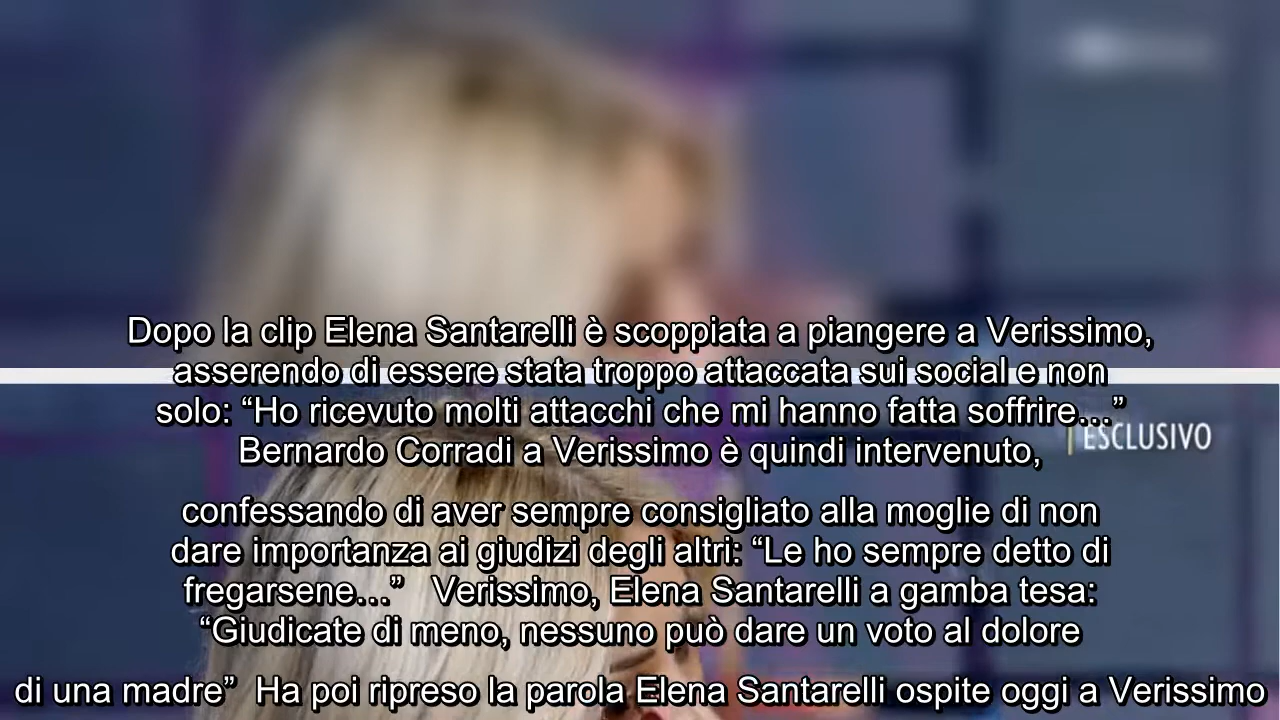 Dopo la clip Elena Santarelli è scoppiata a piangere a Verissimo,
asserendo di essere stata troppo attaccata sui social e non
solo: “Ho ricevuto molti attacchi che mi hanno fatta soffrire…”
ESCLUSIVO
Bernardo Corradi a Verissimo è quindi intervenuto,
confessando di aver sempre consigliato alla moglie di non
dare importanza ai giudizi degli altri: “Le ho sempre detto di
fregarsene…”   Verissimo, Elena Santarelli a gamba tesa:
“Giudicate di meno, nessuno può dare un voto al dolore
di una madre”  Ha poi ripreso la parola Elena Santarelli ospite oggi a Verissimo